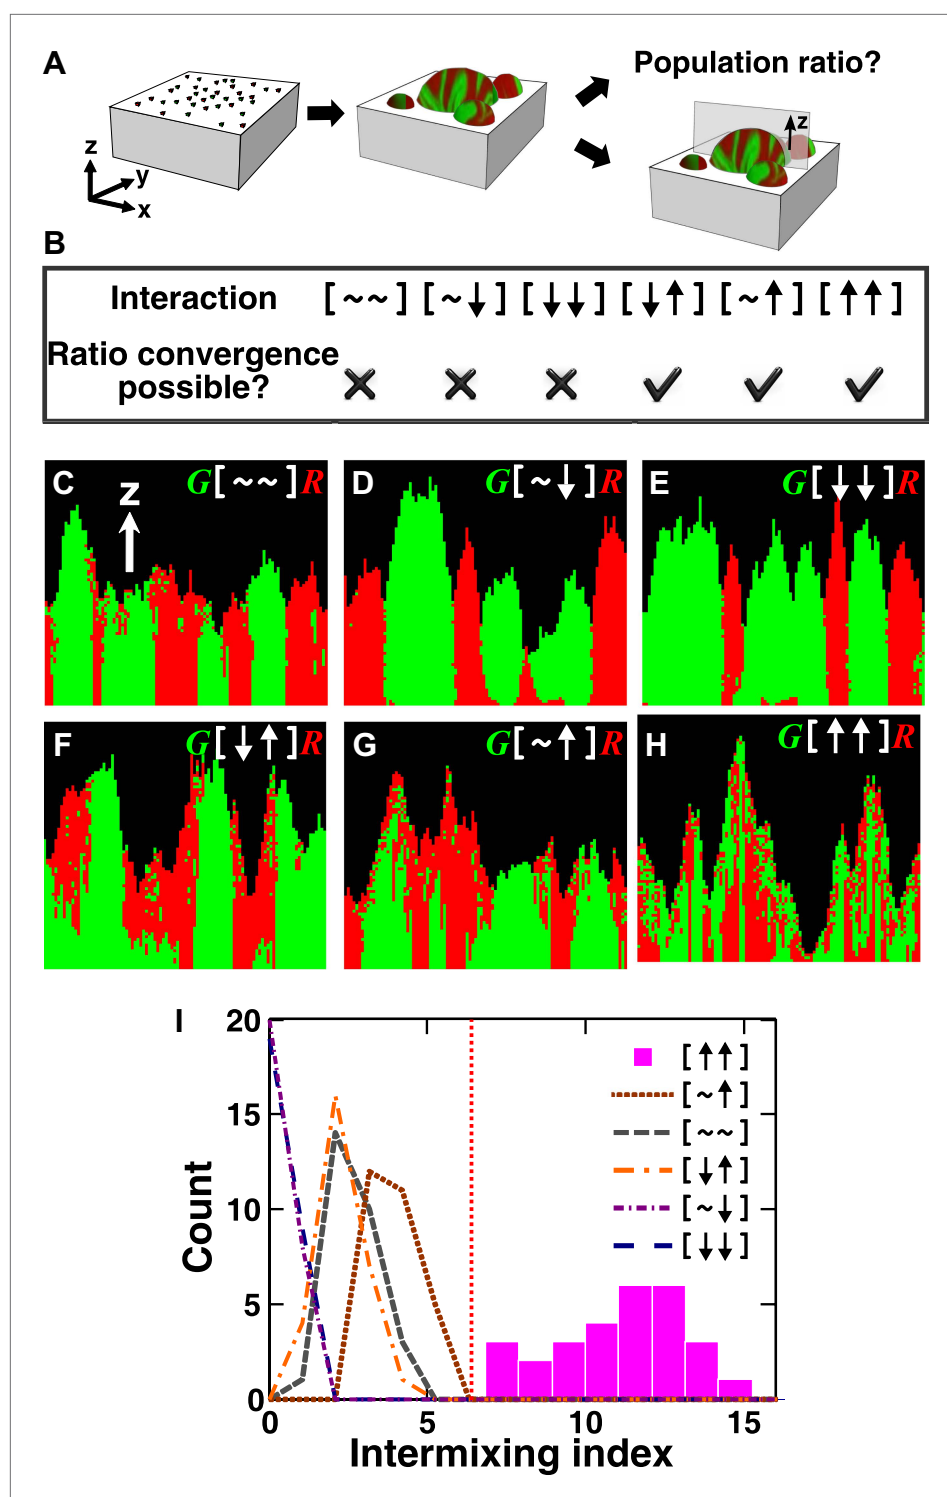 A
Population ratio?
z
z
y
x
B
Interaction [~~] [~↓] [↓↓] [↓↑] [~↑] [↑↑]
Ratio convergence
possible?
C
G[~~]R
Z
D
G[~↓]R
E
G[↓↓]R
F
G[↓↑]R
G
G[~↑]R
H
G[↑↑]R
I
20
15
10
5
0
Count
[↑↑]
[~↑]
[~~]
[↓↑]
[~↓]
[↓↓]
0 5 10 15
Intermixing index